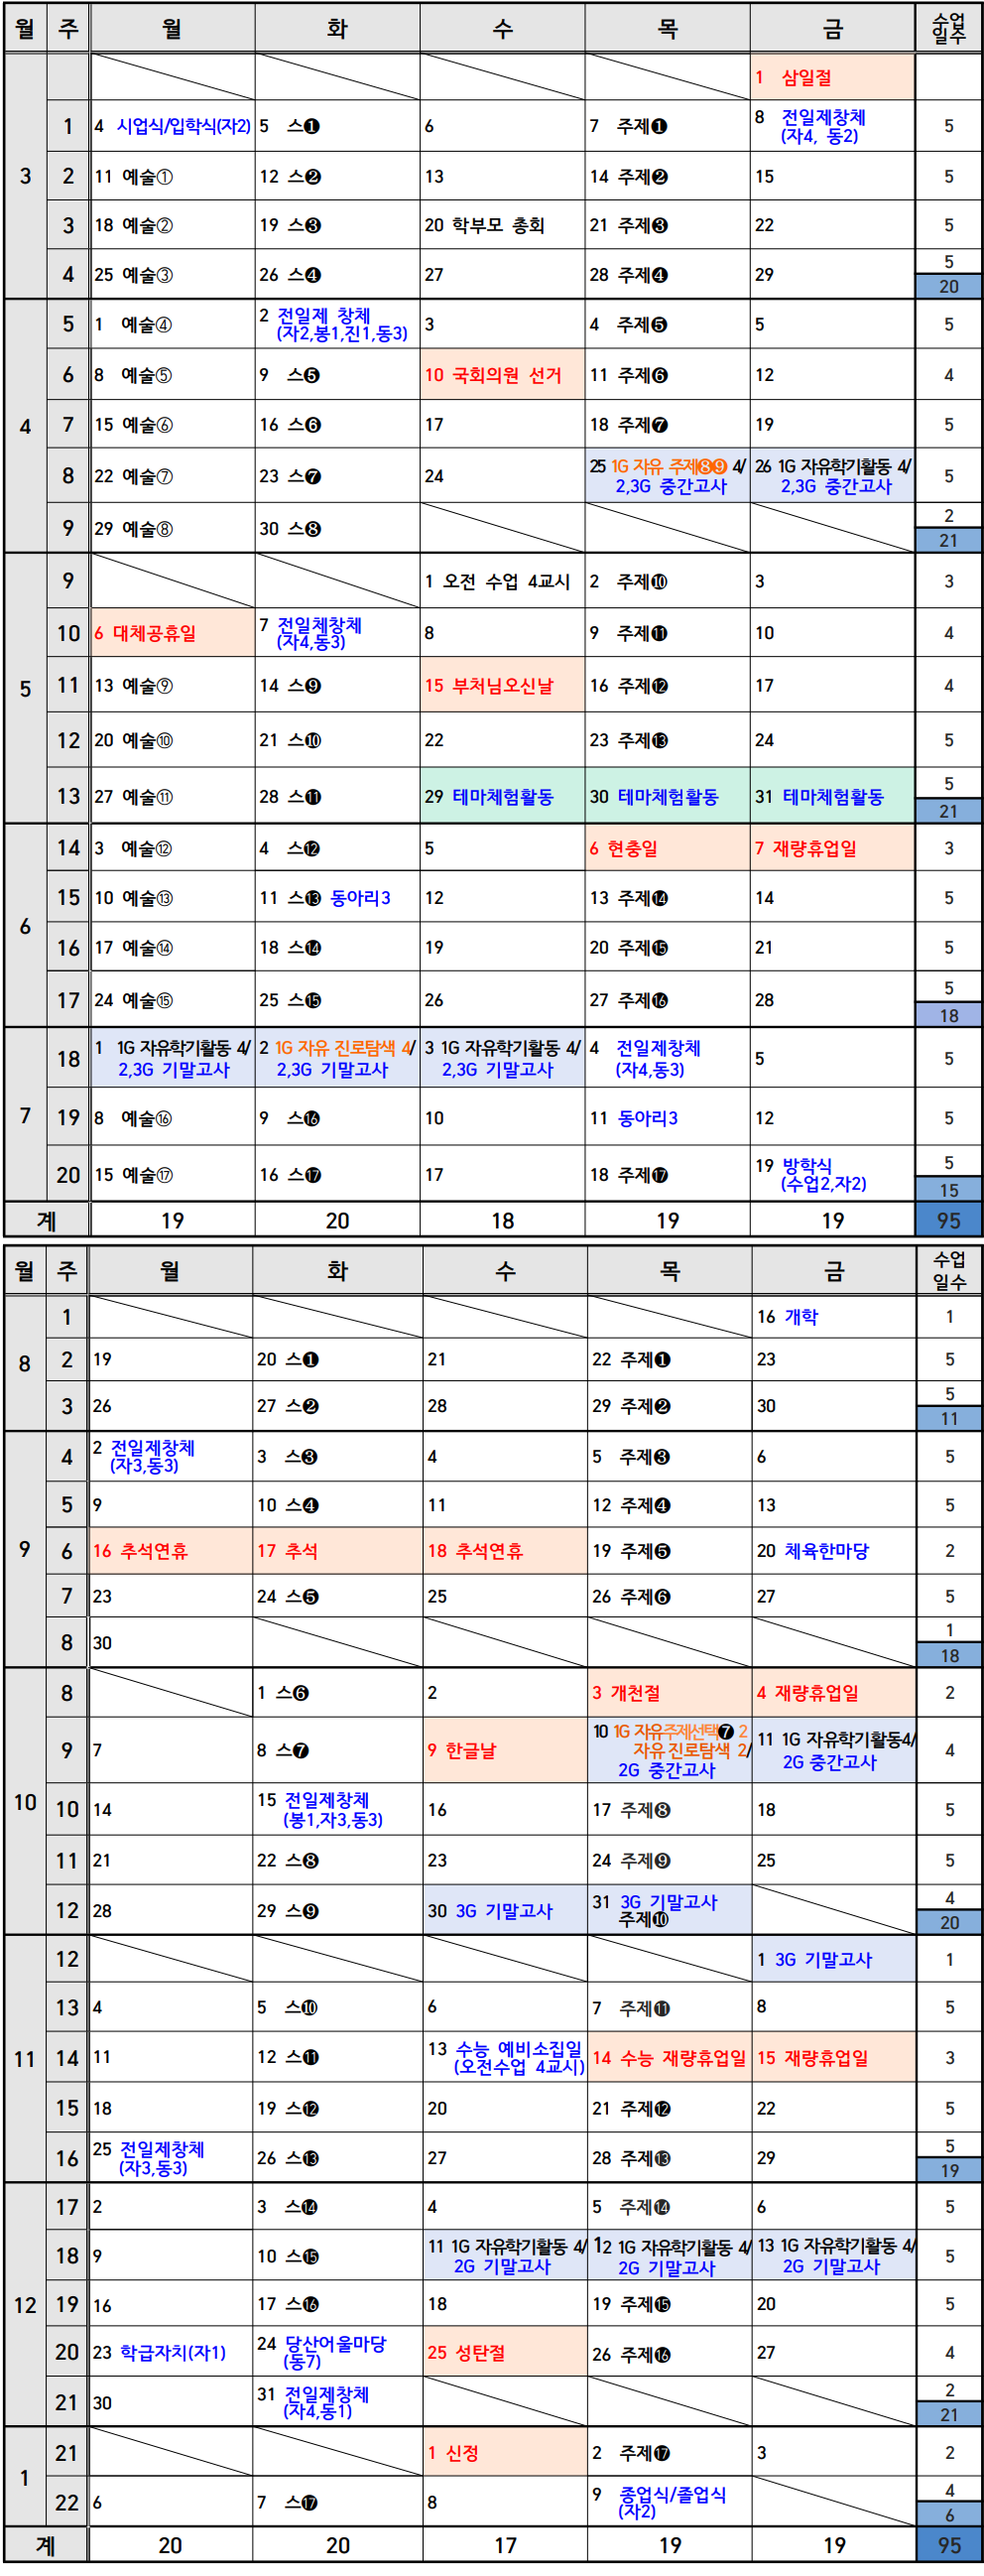 월 주 월 화 수 목 금 수업
일수
3
1 삼일절
1 4 시업식/입학식(자2) 5 스❶ 6 7 주제❶ 8 전일제창체 5
(자4, 동2)
2 11 예술① 12 스❷ 13 14 주제❷ 15 5
3 18 예술② 19 스❸ 20 학부모 총회 21 주제❸ 22 5
4 25 예술③ 26 스❹ 27 28 주제❹ 29 5
20
4
5 1 예술④ 2 전일제 창체 3 4 주제❺ 5 5
(자2,봉1,진1,동3)
6 8 예술⑤ 9 스❺ 10 국회의원 선거 11 주제❻ 12 4
7 15 예술⑥ 16 스❻ 17 18 주제❼ 19 5
8 22 예술⑦ 23 스❼ 24 25 1G 자유 주제❽❾ 4/ 26 1G 자유학기활동 4/ 5
2,3G 중간고사 2,3G 중간고사
9 29 예술⑧ 30 스❽ 2
21
5
9 1 오전 수업 4교시 2 주제❿ 3 3
10 6 대체공휴일 7 전일체창체 8 9 주제⓫ 10 4
(자4,동3)
11 13 예술⑨ 14 스❾ 15 부처님오신날 16 주제⓬ 17 4
12 20 예술⑩ 21 스❿ 22 23 주제⓭ 24 5
13 27 예술⑪ 28 스⓫ 29 테마체험활동 30 테마체험활동 31 테마체험활동 5
21
6
14 3 예술⑫ 4 스⓬ 5 6 현충일 7 재량휴업일 3
15 10 예술⑬ 11 스⓭ 동아리3 12 13 주제⓮ 14 5
16 17 예술⑭ 18 스⓮ 19 20 주제⓯ 21 5
17 24 예술⑮ 25 스⓯ 26 27 주제⓰ 28 5
18
7
18 1 1G 자유학기활동 4/ 2 1G 자유 진로탐색 4/ 3 1G 자유학기활동 4/ 4 전일제창체 5 5
2,3G 기말고사 2,3G 기말고사 2,3G 기말고사 (자4,동3)
19 8 예술⑯ 9 스⓰ 10 11 동아리3 12 5
20 15 예술⑰ 16 스⓱ 17 18 주제⓱ 19 방학식 5
(수업2,자2) 15
계 19 20 18 19 19 95
월 주 월 화 수 목 금 수업
일수
8
1 16 개학 1
2 19 20 스❶ 21 22 주제❶ 23 5
3 26 27 스❷ 28 29 주제❷ 30 5
11
9
4 2 전일제창체 3 스❸ 4 5 주제❸ 6 5
(자3,동3)
5 9 10 스❹ 11 12 주제❹ 13 5
6 16 추석연휴 17 추석 18 추석연휴 19 주제❺ 20 체육한마당 2
7 23 24 스❺ 25 26 주제❻ 27 5
8 30 1
18
10
8 1 스❻ 2 3 개천절 4 재량휴업일 2
9 7 8 스❼ 9 한글날 10 1G 자유주제선택❼ 2 11 1G 자유학기활동4/ 4
자유 진로탐색 2/ 2G 중간고사
2G 중간고사
10 14 15 전일제창체 16 17 주제❽ 18 5
(봉1,자3,동3)
11 21 22 스❽ 23 24 주제❾ 25 5
12 28 29 스❾ 30 3G 기말고사 31 3G 기말고사 4
주제❿ 20
11
12 1 3G 기말고사 1
13 4 5 스❿ 6 7 주제⓫ 8 5
14 11 12 스⓫ 13 수능 예비소집일 14 수능 재량휴업일 15 재량휴업일 3
(오전수업 4교시)
15 18 19 스⓬ 20 21 주제⓬ 22 5
16 25 전일제창체 26 스⓭ 27 28 주제⓭ 29 5
(자3,동3) 19
12
17 2 3 스⓮ 4 5 주제⓮ 6 5
18 9 10 스⓯ 11 1G 자유학기활동 4/ 12 1G 자유학기활동 4/ 13 1G 자유학기활동 4/ 5
2G 기말고사 2G 기말고사 2G 기말고사
19 16 17 스⓰ 18 19 주제⓯ 20 5
20 23 학급자치(자1) 24 당산어울마당 25 성탄절 26 주제⓰ 27 4
(동7)
21 30 31 전일제창체 2
(자4,동1) 21
1
21 1 신정 2 주제⓱ 3 2
22 6 7 스⓱ 8 9 종업식/졸업식 4
(자2) 6
계 20 20 17 19 19 95